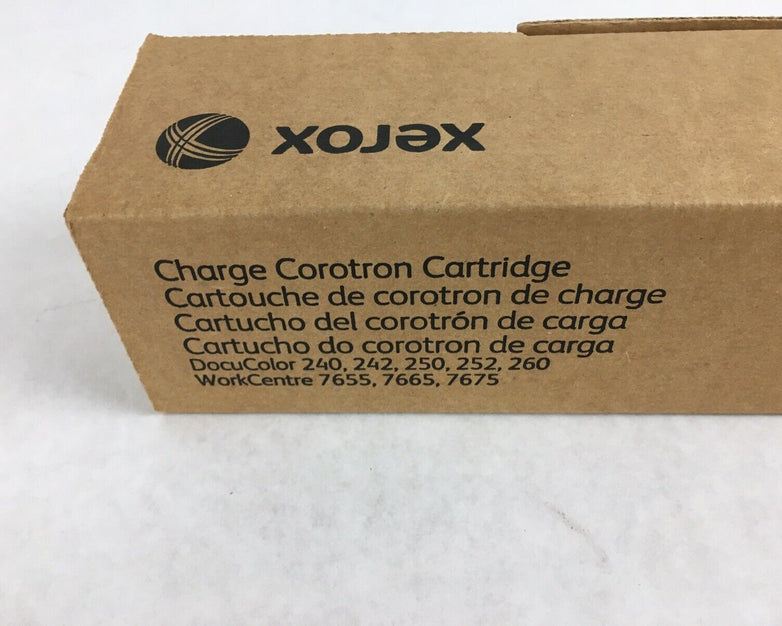 xerox
Charge Corotron Cartridge
Cartouche de corotron de charge
Cartucho del corotrón de carga
Cartucho do corotron de carga
DocuColor 240, 242, 250, 252, 260
WorkCentre 7655, 7665, 7675